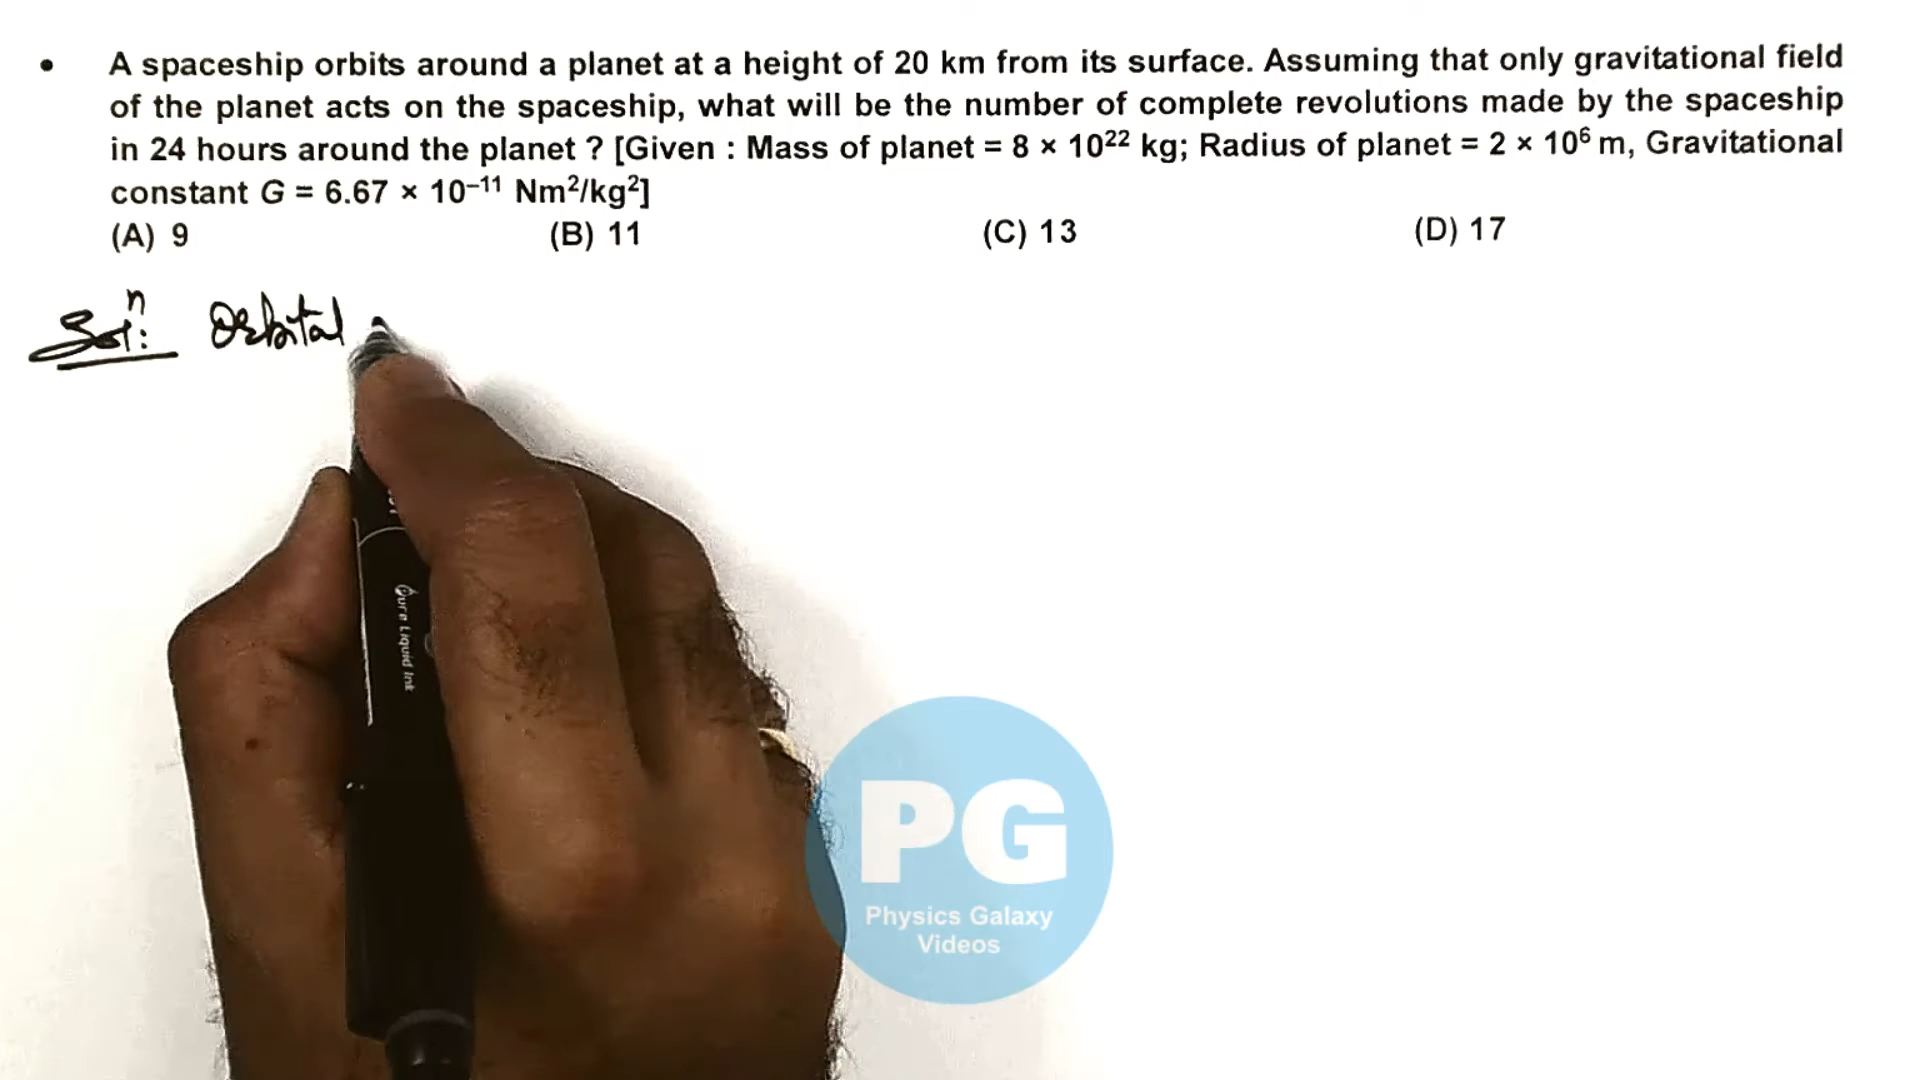 • A spaceship orbits around a planet at a height of 20 km from its surface. Assuming that only gravitational field
of the planet acts on the spaceship, what will be the number of complete revolutions made by the spaceship
in 24 hours around the planet ? [Given : Mass of planet = 8 × 10²² kg; Radius of planet = 2 × 10⁶ m, Gravitational
constant G = 6.67 × 10⁻¹¹ Nm²/kg²]
(A) 9 (B) 11 (C) 13 (D) 17
Solⁿ: Orbital
Pure Liquid Ink
PG
Physics Galaxy
Videos